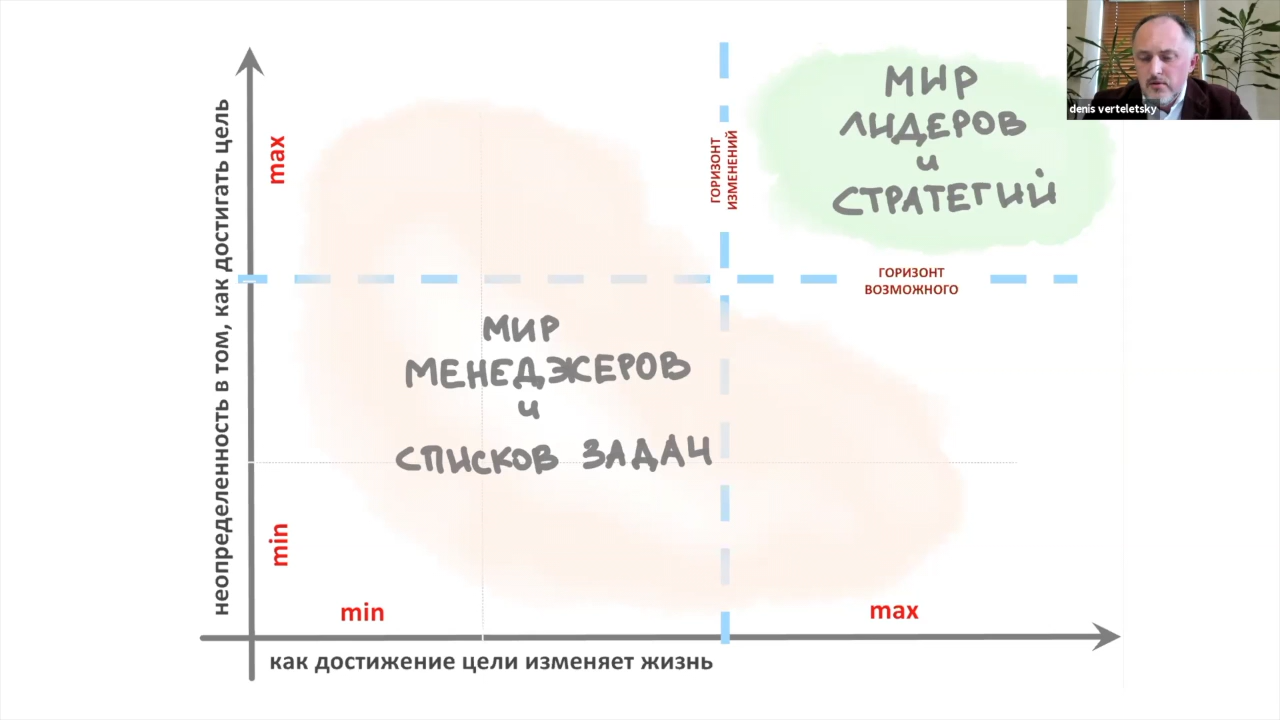 denis verteletsky
МИР
ЛИДЕРОВ
и
СТРАТЕГИЙ
ГОРИЗОНТ
ИЗМЕНЕНИЙ
ГОРИЗОНТ
ВОЗМОЖНОГО
неопределенность в том, как достигать цель
max
min
МИР
МЕНЕДЖЕРОВ
и
СПИСКОВ ЗАДАЧ
min
max
как достижение цели изменяет жизнь